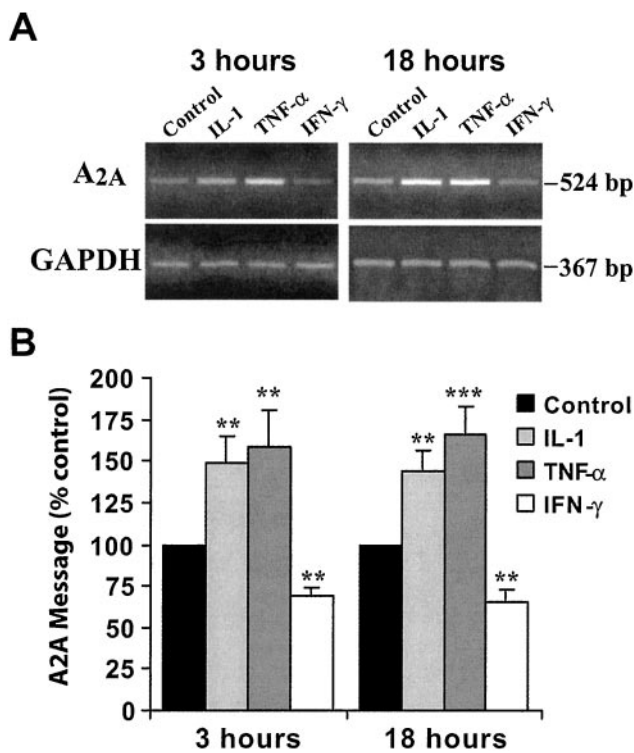 A
3 hours 18 hours
Control IL-1 TNF-α IFN-γ Control IL-1 TNF-α IFN-γ
A2A –524 bp
GAPDH –367 bp
B
A2A Message (% control)
200
175
150
125
100
75
50
25
0
** ** **
** *** **
Control
IL-1
TNF-α
IFN-γ
3 hours 18 hours